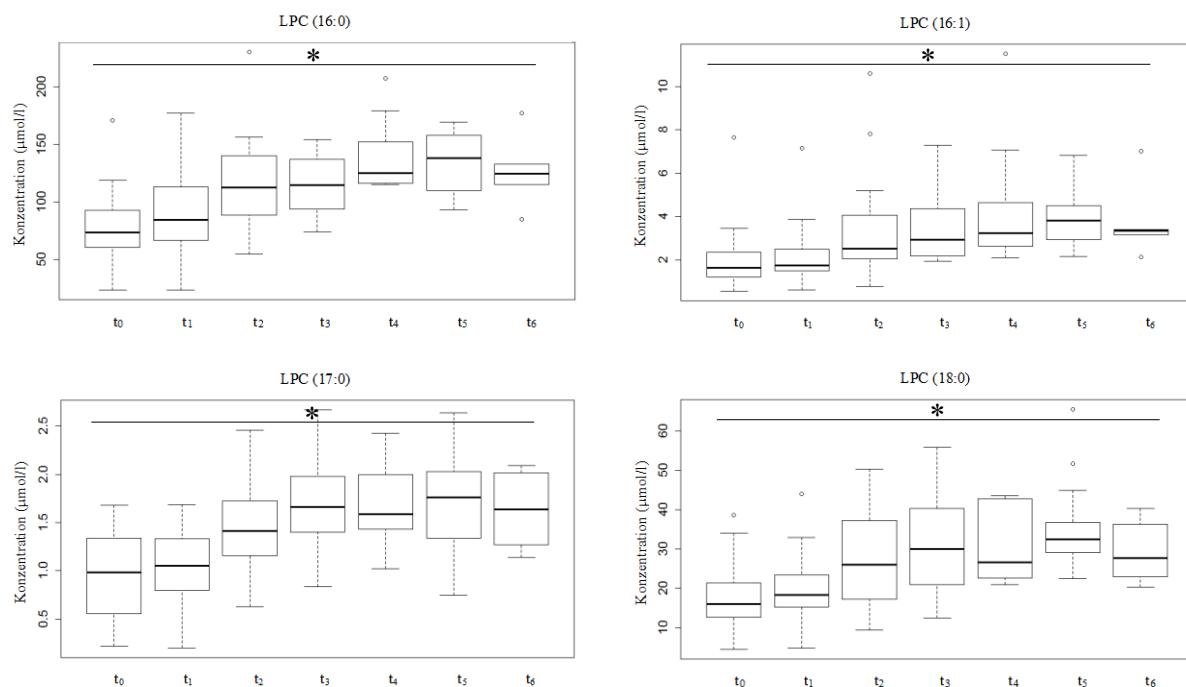 LPC (16:0)
*
Konzentration (µmol/l)
200
150
100
50
t₀ t₁ t₂ t₃ t₄ t₅ t₆
LPC (16:1)
*
Konzentration (µmol/l)
10
8
6
4
2
t₀ t₁ t₂ t₃ t₄ t₅ t₆
LPC (17:0)
*
Konzentration (µmol/l)
2.5
2.0
1.5
1.0
0.5
t₀ t₁ t₂ t₃ t₄ t₅ t₆
LPC (18:0)
*
Konzentration (µmol/l)
60
50
40
30
20
10
t₀ t₁ t₂ t₃ t₄ t₅ t₆